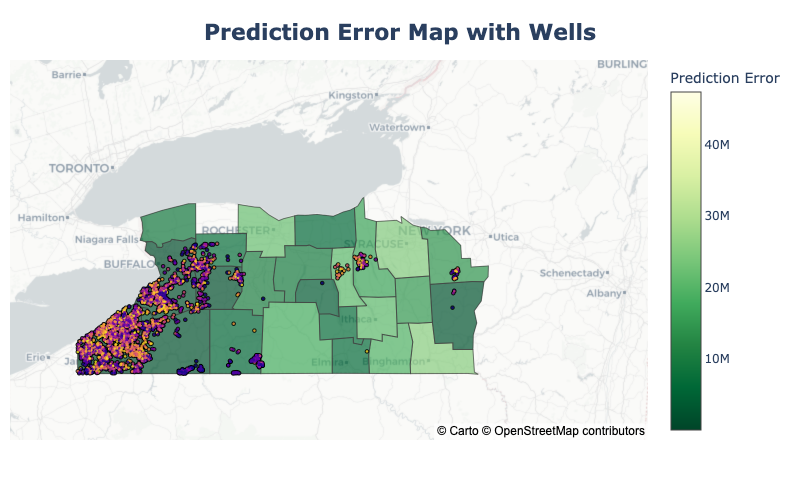 Prediction Error Map with Wells
BURLING
Prediction Error
Barrie
Kingston
Watertown
40M
TORONTO
30M
Hamilton
ROCHESTER
NEW YORK
Niagara Falls
SYRACUSE
Utica
BUFFALO
Schenectady
20M
Albany
Ithaca
10M
Erie
Ja
Elmira
Binghamton
© Carto © OpenStreetMap contributors